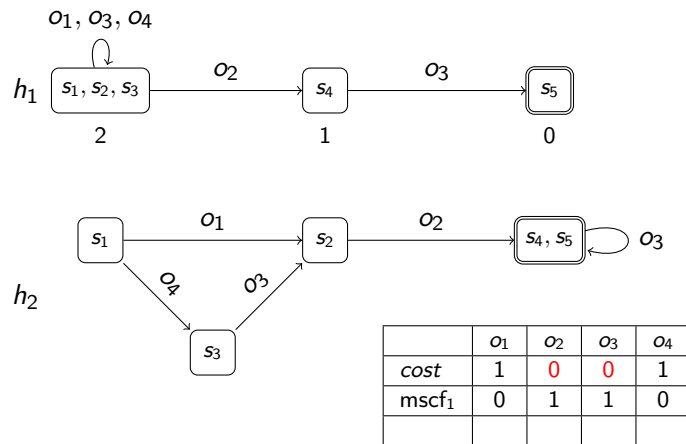 o₁, o₃, o₄
h₁ s₁, s₂, s₃ o₂ s₄ o₃ s₅
2 1 0
s₁ o₁ s₂ o₂ s₄, s₅ o₃
h₂ o₄ o₃
s₃
o₁ o₂ o₃ o₄
cost 1 0 0 1
mscf₁ 0 1 1 0